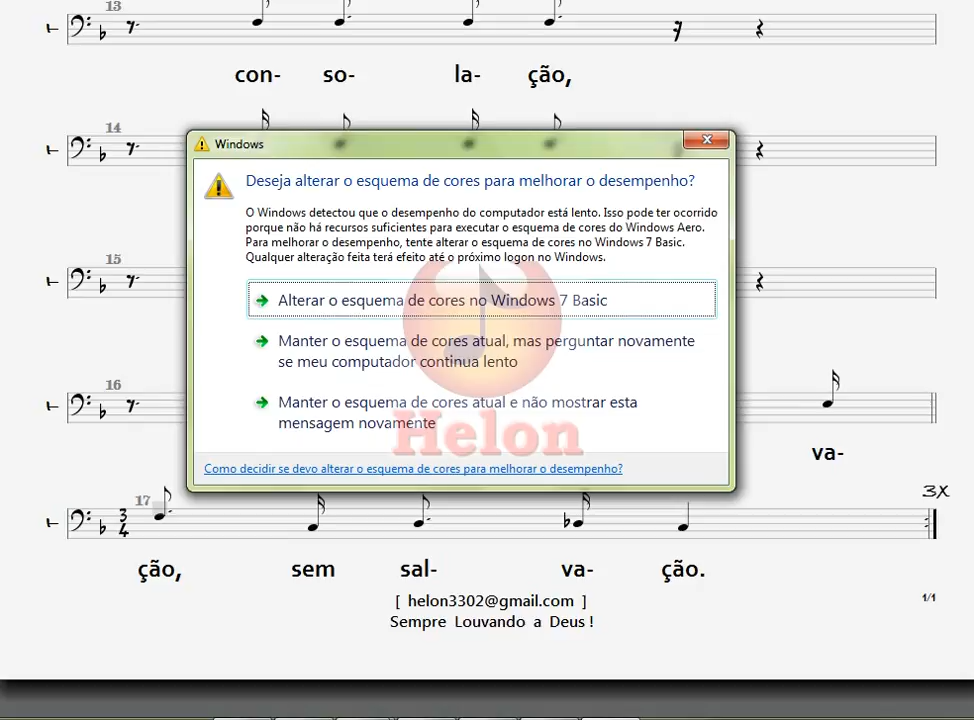 13
con- so- la- ção,
14
Windows
Deseja alterar o esquema de cores para melhorar o desempenho?
O Windows detectou que o desempenho do computador está lento. Isso pode ter ocorrido
porque não há recursos suficientes para executar o esquema de cores do Windows Aero.
Para melhorar o desempenho, tente alterar o esquema de cores no Windows 7 Basic.
Qualquer alteração feita terá efeito até o próximo logon no Windows.
15
Alterar o esquema de cores no Windows 7 Basic
Manter o esquema de cores atual, mas perguntar novamente
se meu computador continua lento
16
Manter o esquema de cores atual e não mostrar esta
mensagem novamente
Helon
va-
Como decidir se devo alterar o esquema de cores para melhorar o desempenho?
3X
17
3
4
ção, sem sal- va- ção.
[ helon3302@gmail.com ]
1/1
Sempre Louvando a Deus !